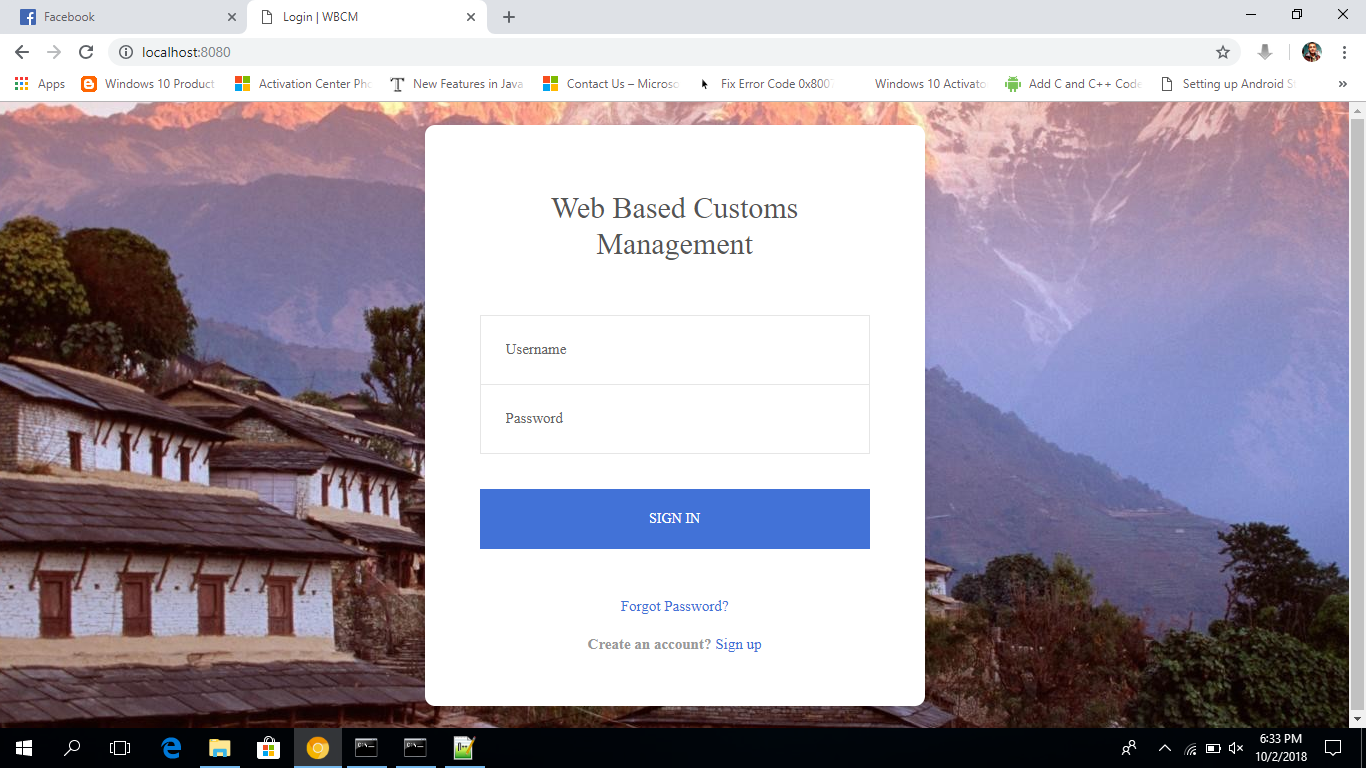 Facebook
Login | WBCM
localhost:8080
Apps
Windows 10 Product
Activation Center Pho
New Features in Java
Contact Us – Microso
Fix Error Code 0x8007
Windows 10 Activato
Add C and C++ Code
Setting up Android S
Web Based Customs
Management
Username
Password
SIGN IN
Forgot Password?
Create an account? Sign up
6:33 PM
10/2/2018